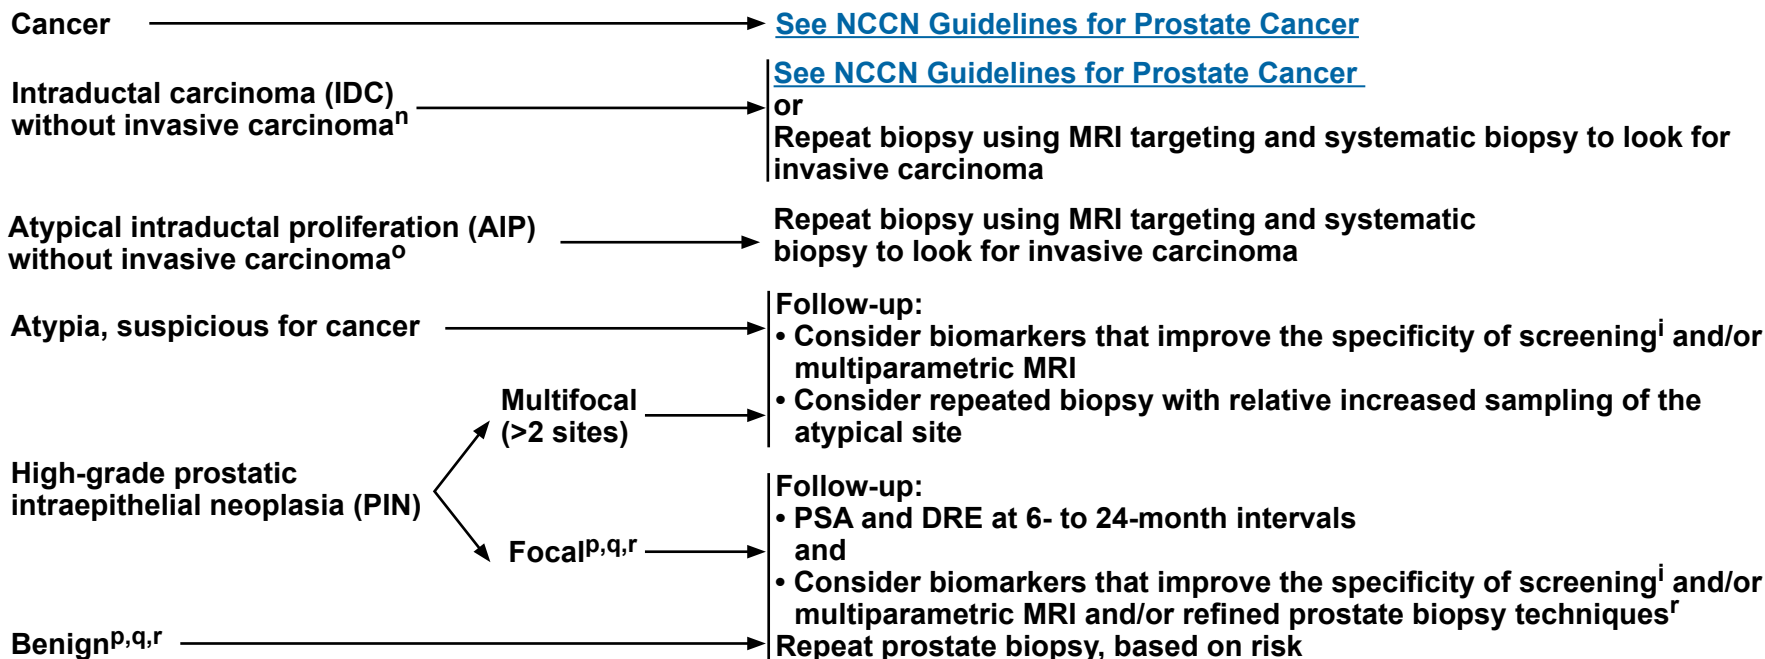 Cancer
See NCCN Guidelines for Prostate Cancer
Intraductal carcinoma (IDC)
without invasive carcinomaⁿ
See NCCN Guidelines for Prostate Cancer
or
Repeat biopsy using MRI targeting and systematic biopsy to look for
invasive carcinoma
Atypical intraductal proliferation (AIP)
without invasive carcinomaᵒ
Repeat biopsy using MRI targeting and systematic
biopsy to look for invasive carcinoma
Atypia, suspicious for cancer
High-grade prostatic
intraepithelial neoplasia (PIN)
Multifocal
(>2 sites)
Follow-up:
• Consider biomarkers that improve the specificity of screeningⁱ and/or
multiparametric MRI
• Consider repeated biopsy with relative increased sampling of the
atypical site
Focalᵖ,q,ʳ
Benignᵖ,q,ʳ
Follow-up:
• PSA and DRE at 6- to 24-month intervals
and
• Consider biomarkers that improve the specificity of screeningⁱ and/or
multiparametric MRI and/or refined prostate biopsy techniquesʳ
Repeat prostate biopsy, based on risk